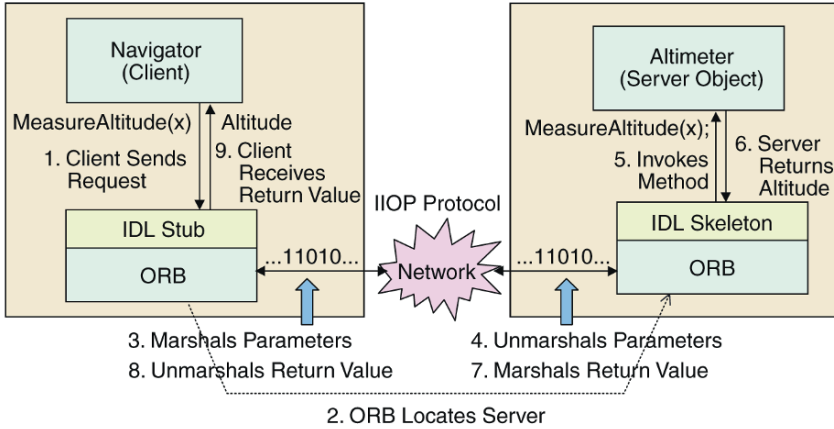 Navigator
(Client)
MeasureAltitude(x)
Altitude
1. Client Sends
Request
9. Client
Receives
Return Value
IDL Stub
ORB
...11010...
IIOP Protocol
Network
Altimeter
(Server Object)
MeasureAltitude(x);
5. Invokes
Method
6. Server
Returns
Altitude
IDL Skeleton
ORB
...11010...
3. Marshals Parameters
8. Unmarshals Return Value
4. Unmarshals Parameters
7. Marshals Return Value
2. ORB Locates Server